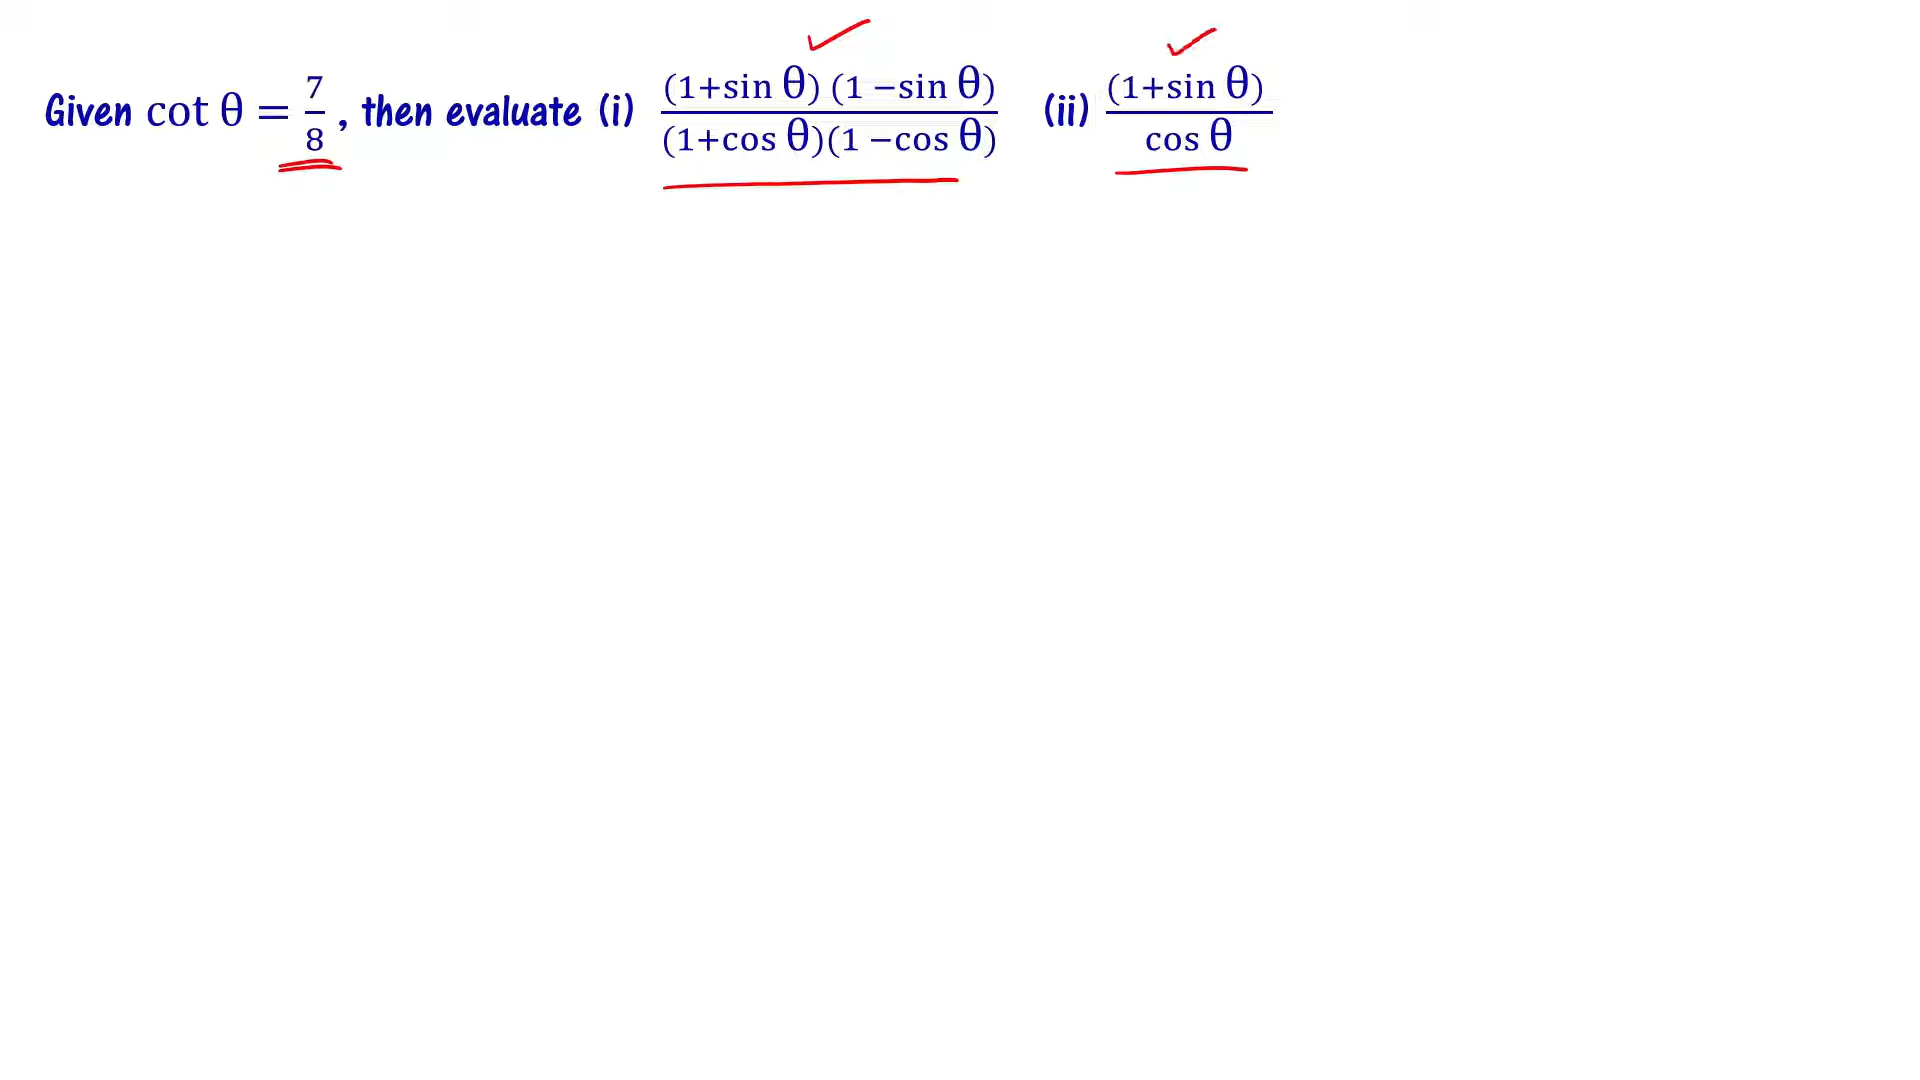 Given cot θ = 7/8 , then evaluate (i) (1+sin θ) (1 −sin θ)/(1+cos θ)(1 −cos θ) (ii) (1+sin θ)/cos θ